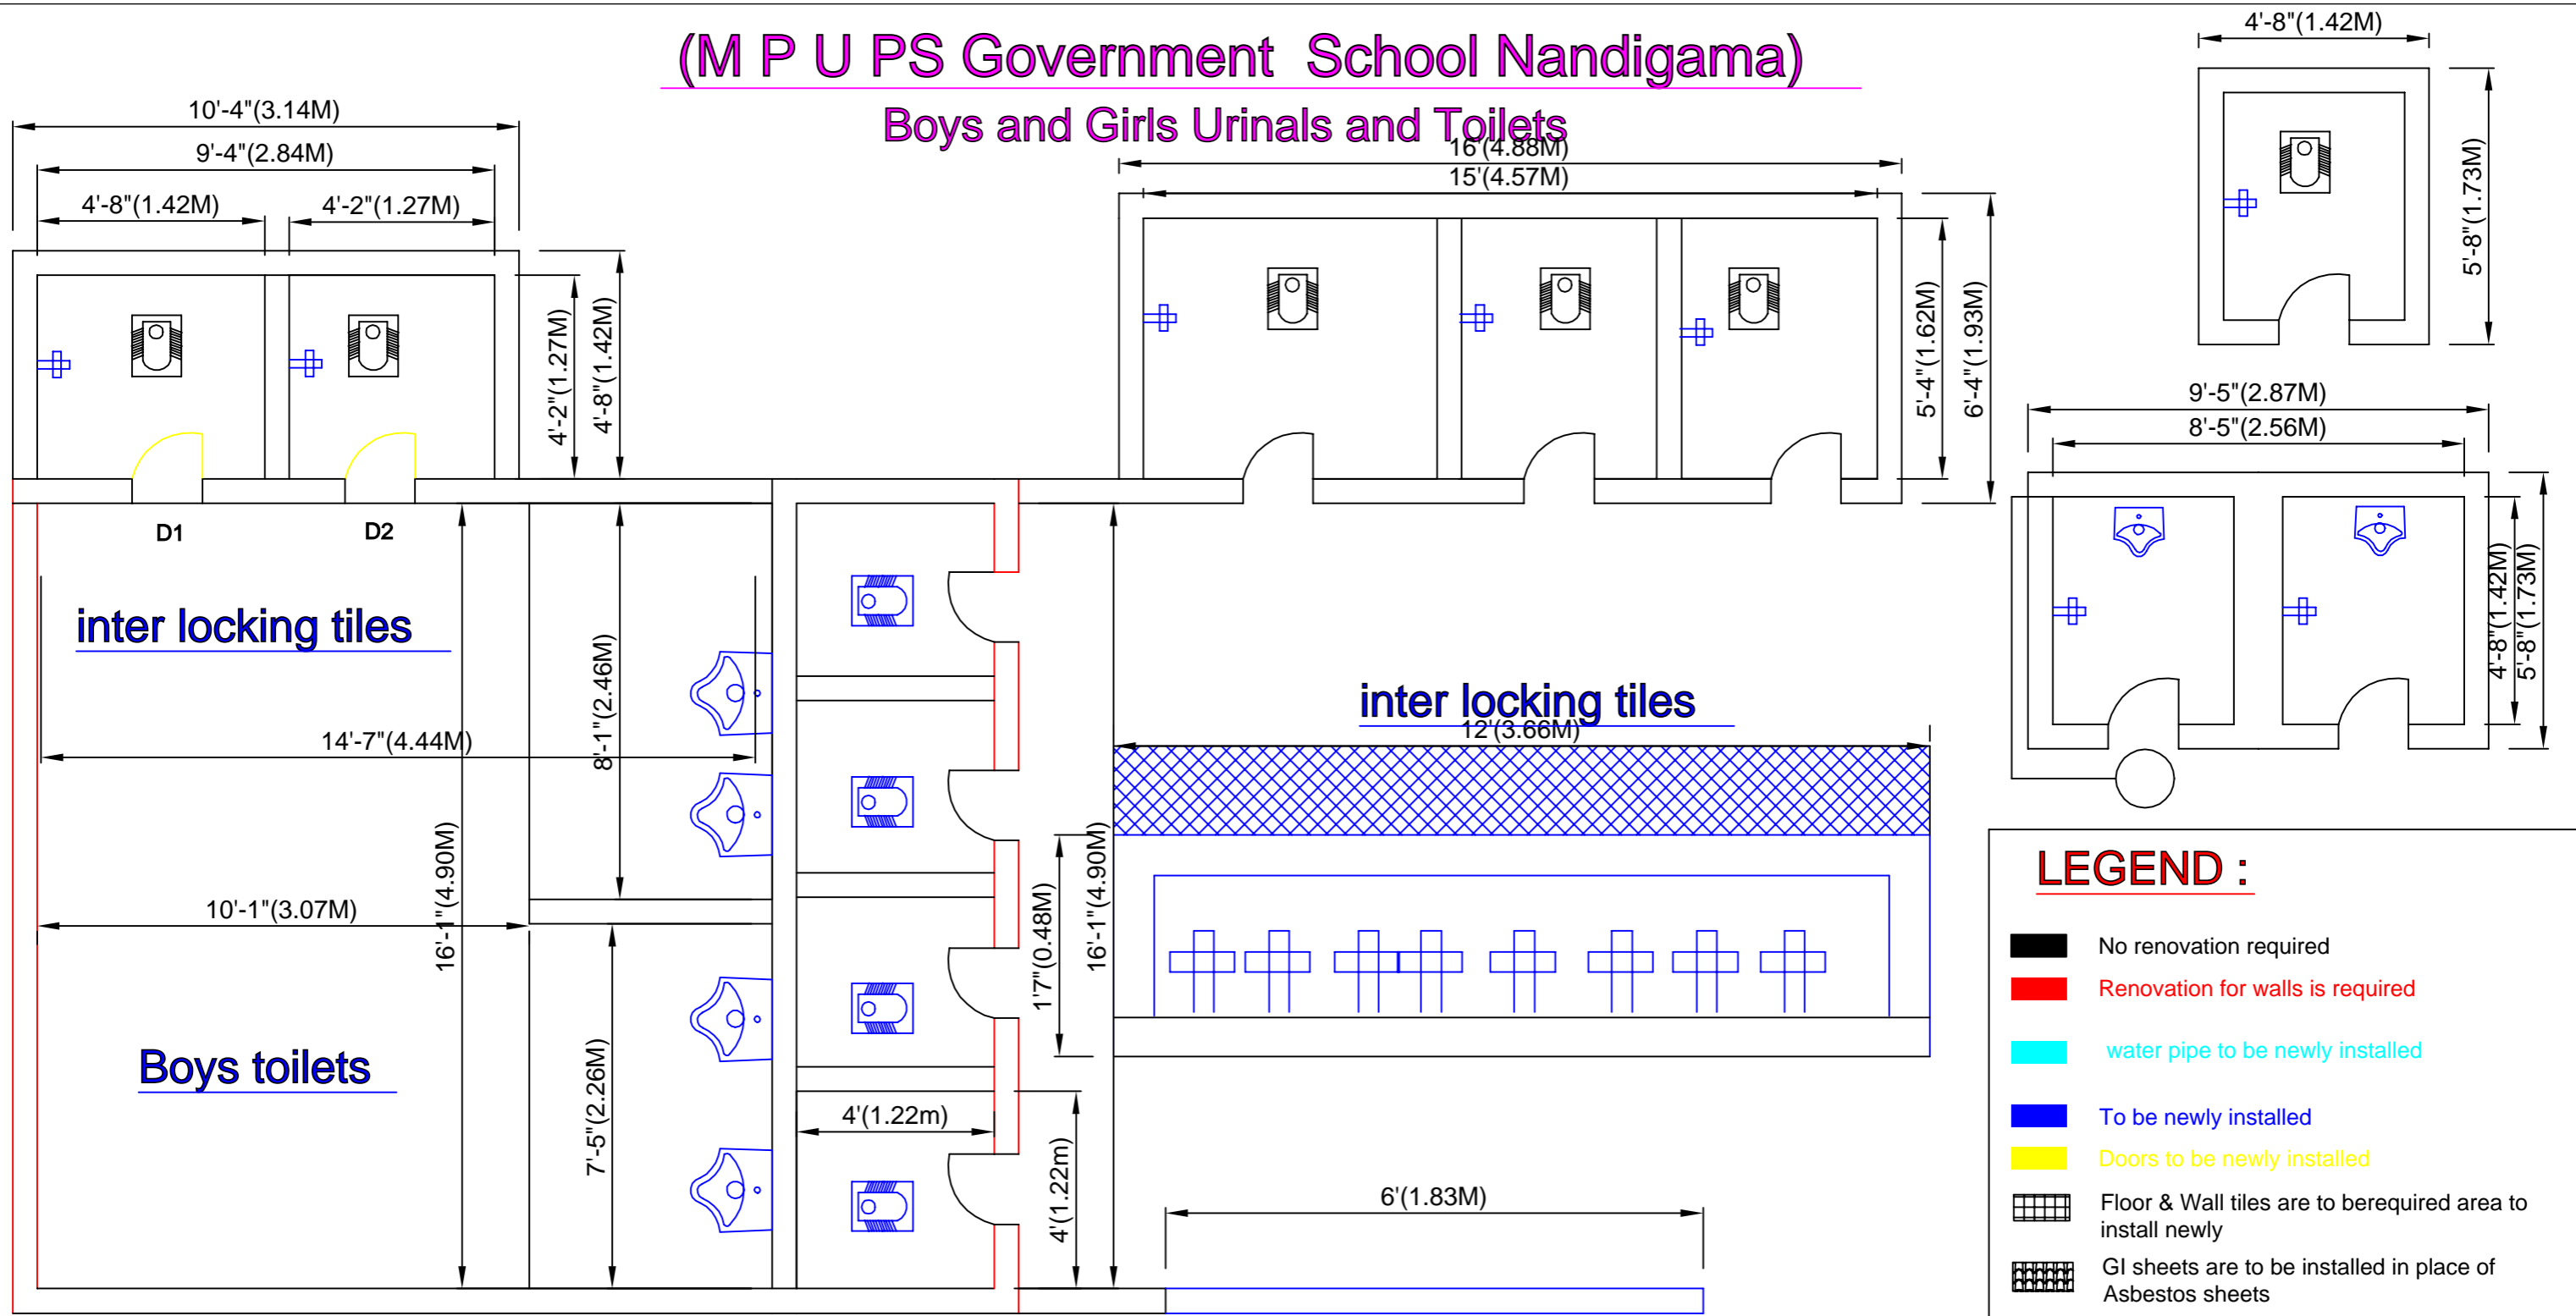 (M P U PS Government School Nandigama)
Boys and Girls Urinals and Toilets
4'-8"(1.42M)
5'-8"(1.73M)
10'-4"(3.14M)
9'-4"(2.84M)
4'-8"(1.42M)
4'-2"(1.27M)
4'-2"(1.27M)
4'-8"(1.42M)
16'(4.88M)
15'(4.57M)
5'-4"(1.62M)
6'-4"(1.93M)
9'-5"(2.87M)
8'-5"(2.56M)
4'-8"(1.42M)
5'-8"(1.73M)
D1
D2
inter locking tiles
14'-7"(4.44M)
8'-1"(2.46M)
16'-1"(4.90M)
10'-1"(3.07M)
Boys toilets
7'-5"(2.26M)
4'(1.22m)
4'(1.22m)
inter locking tiles
12'(3.66M)
1'7"(0.48M)
16'-1"(4.90M)
6'(1.83M)
LEGEND :
No renovation required
Renovation for walls is required
water pipe to be newly installed
To be newly installed
Doors to be newly installed
Floor & Wall tiles are to berequired area to
install newly
GI sheets are to be installed in place of
Asbestos sheets